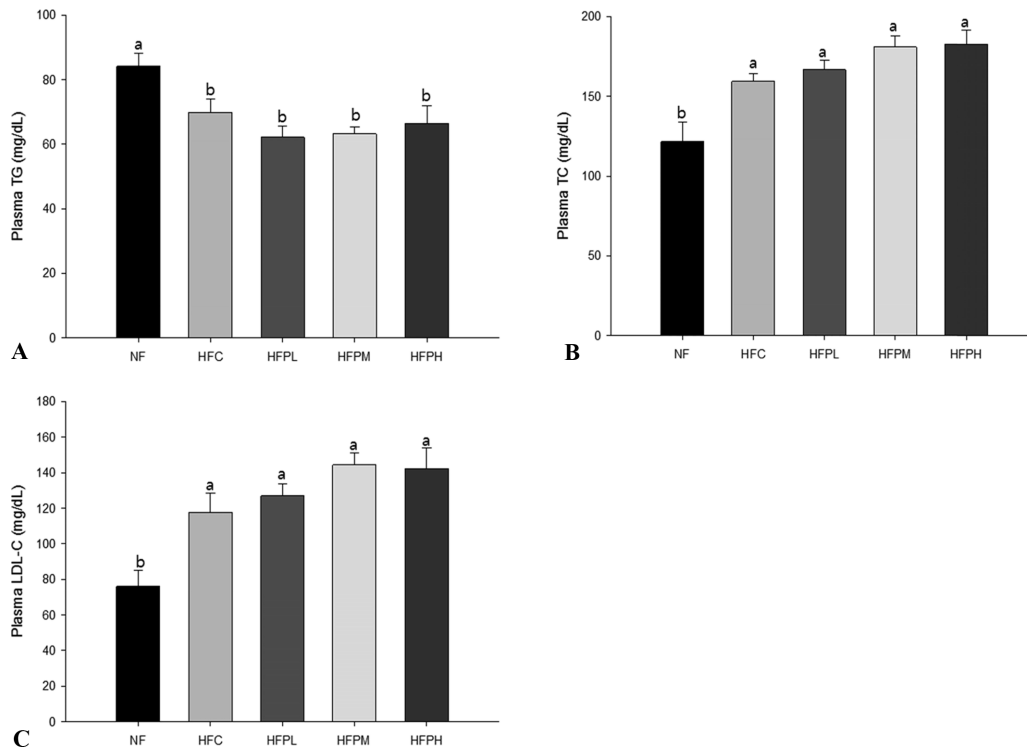 100
80
60
40
20
0
Plasma TG (mg/dL)
a
b
b
b
b
NF HFC HFPL HFPM HFPH
A
200
150
100
50
0
Plasma TC (mg/dL)
b
a
a
a
a
NF HFC HFPL HFPM HFPH
B
180
160
140
120
100
80
60
40
20
0
Plasma LDL-C (mg/dL)
b
a
a
a
a
NF HFC HFPL HFPM HFPH
C